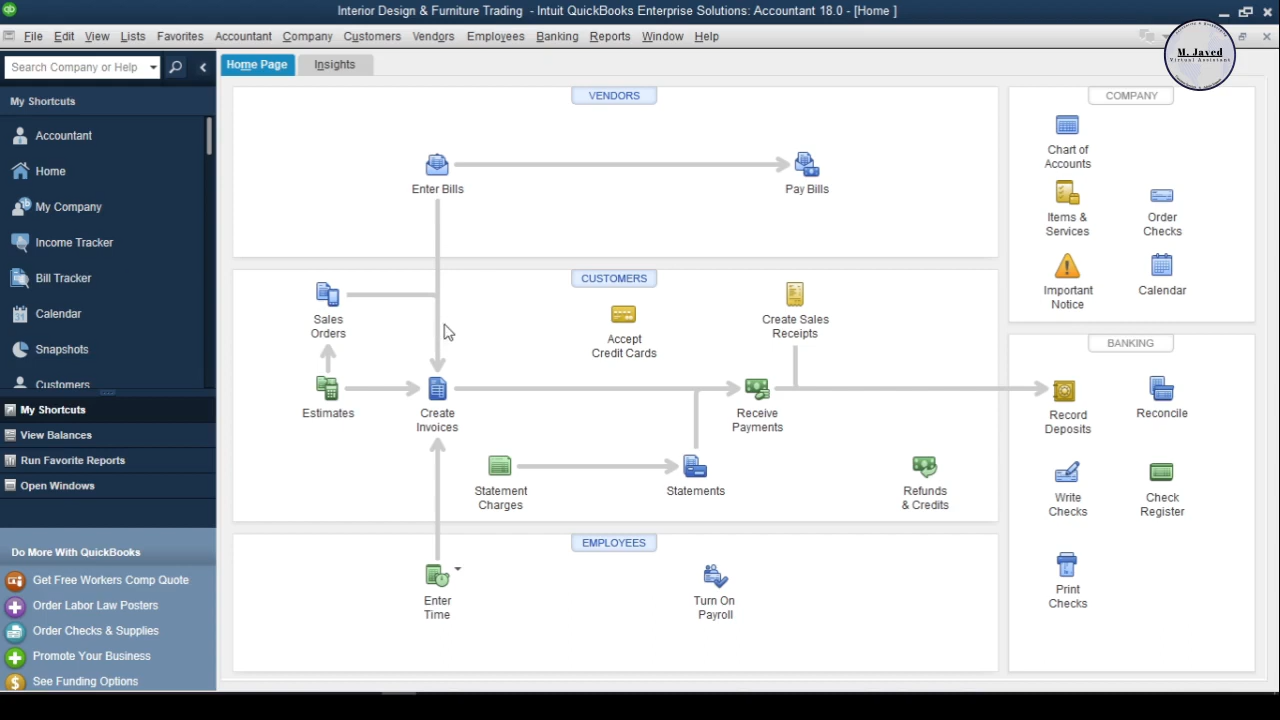 Interior Design & Furniture Trading - Intuit QuickBooks Enterprise Solutions: Accountant 18.0 - [Home ]
File Edit View Lists Favorites Accountant Company Customers Vendors Employees Banking Reports Window Help
M. Javed
Virtual Assistant
Search Company or Help
My Shortcuts
Accountant
Home
My Company
Income Tracker
Bill Tracker
Calendar
Snapshots
Customers
My Shortcuts
View Balances
Run Favorite Reports
Open Windows
Do More With QuickBooks
Get Free Workers Comp Quote
Order Labor Law Posters
Order Checks & Supplies
Promote Your Business
See Funding Options
Home Page
Insights
VENDORS
Enter Bills
Pay Bills
CUSTOMERS
Sales
Orders
Accept
Credit Cards
Create Sales
Receipts
Estimates
Create
Invoices
Receive
Payments
Statement
Charges
Statements
Refunds
& Credits
EMPLOYEES
Enter
Time
Turn On
Payroll
COMPANY
Chart of
Accounts
Items &
Services
Order
Checks
Important
Notice
Calendar
BANKING
Record
Deposits
Reconcile
Write
Checks
Check
Register
Print
Checks